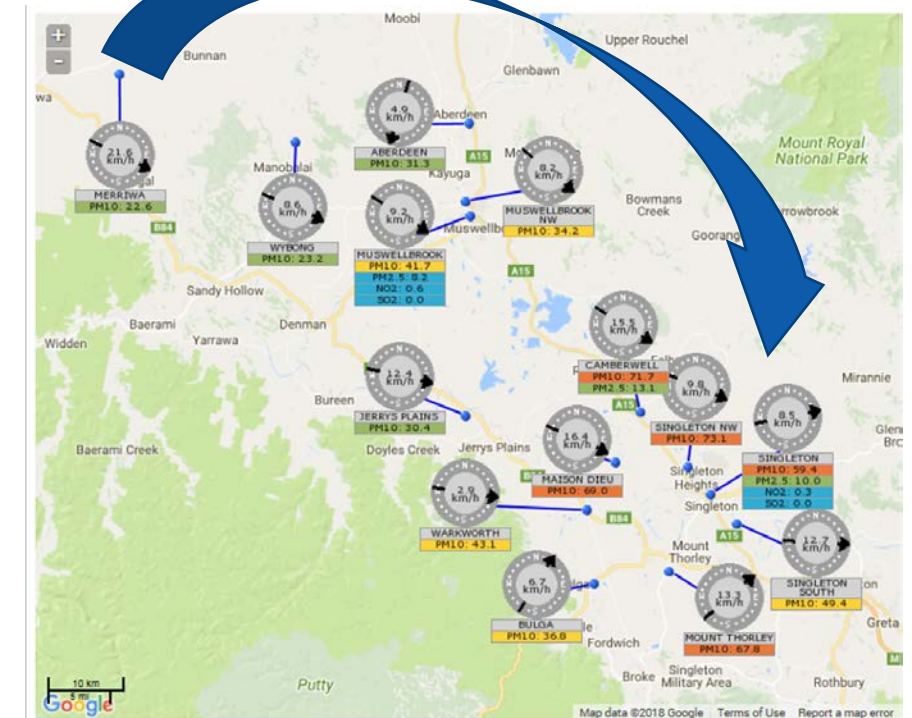 +
−
wa
Moobi
Bunnan
Upper Rouchel
Glenbawn
Mount Royal
National Park
4.9
km/h
Aberdeen
ABERDEEN
PM10: 31.3
A15
21.6
km/h
MERRIWA
PM10: 22.6
B84
Manobalai
8.6
km/h
WYBONG
PM10: 23.2
Kayuga
9.2
km/h
MUSWELLBROOK
PM10: 41.7
PM2.5: 8.2
NO2: 0.6
SO2: 0.0
8.2
km/h
MUSWELLBROOK
NW
PM10: 34.2
Bowmans
Creek
A15
Sandy Hollow
Denman
Baerami
Yarrawa
Widden
15.5
km/h
CAMBERWELL
PM10: 71.7
PM2.5: 13.1
A15
12.4
km/h
JERRYS PLAINS
PM10: 30.4
Bureen
Doyles Creek
Jerrys Plains
Baerami Creek
9.8
km/h
SINGLETON NW
PM10: 73.1
8.5
km/h
SINGLETON
PM10: 59.4
PM2.5: 10.0
NO2: 0.3
SO2: 0.0
Mirannie
16.4
km/h
MAISON DIEU
PM10: 69.0
Singleton
Heights
Singleton
2.9
km/h
WARKWORTH
PM10: 43.1
B84
A15
Mount
Thorley
12.7
km/h
SINGLETON
SOUTH
PM10: 49.4
6.7
km/h
BULGA
PM10: 36.8
13.3
km/h
MOUNT THORLEY
PM10: 67.8
Fordwich
Greta
Broke
Singleton
Military Area
Rothbury
Putty
10 km
5 mi
Google
Map data ©2018 Google
Terms of Use
Report a map error